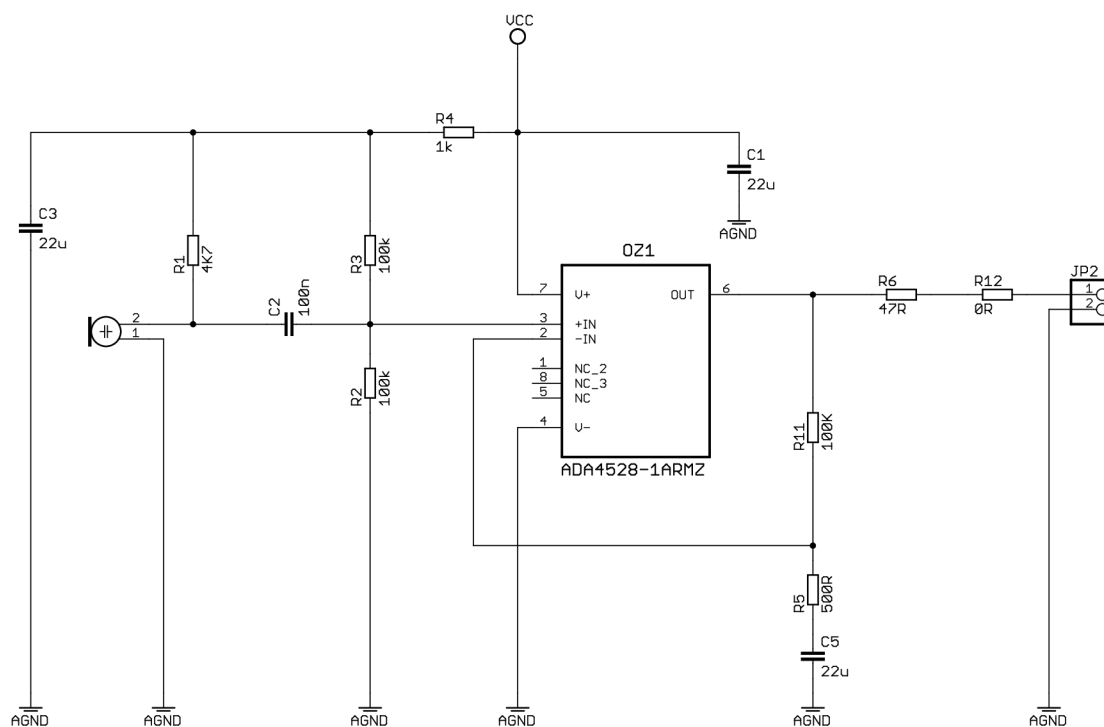 VCC
R4
1k
C1
22u
AGND
C3
22u
R1
4K7
R3
100k
C2
100n
2
1
R2
100k
OZ1
7
V+
3
+IN
2
-IN
1
NC_2
8
NC_3
5
NC
4
V-
OUT
6
ADA4528-1ARMZ
R6
47R
R12
0R
JP2
1
2
R11
100K
R5
500R
C5
22u
AGND
AGND
AGND
AGND
AGND
AGND